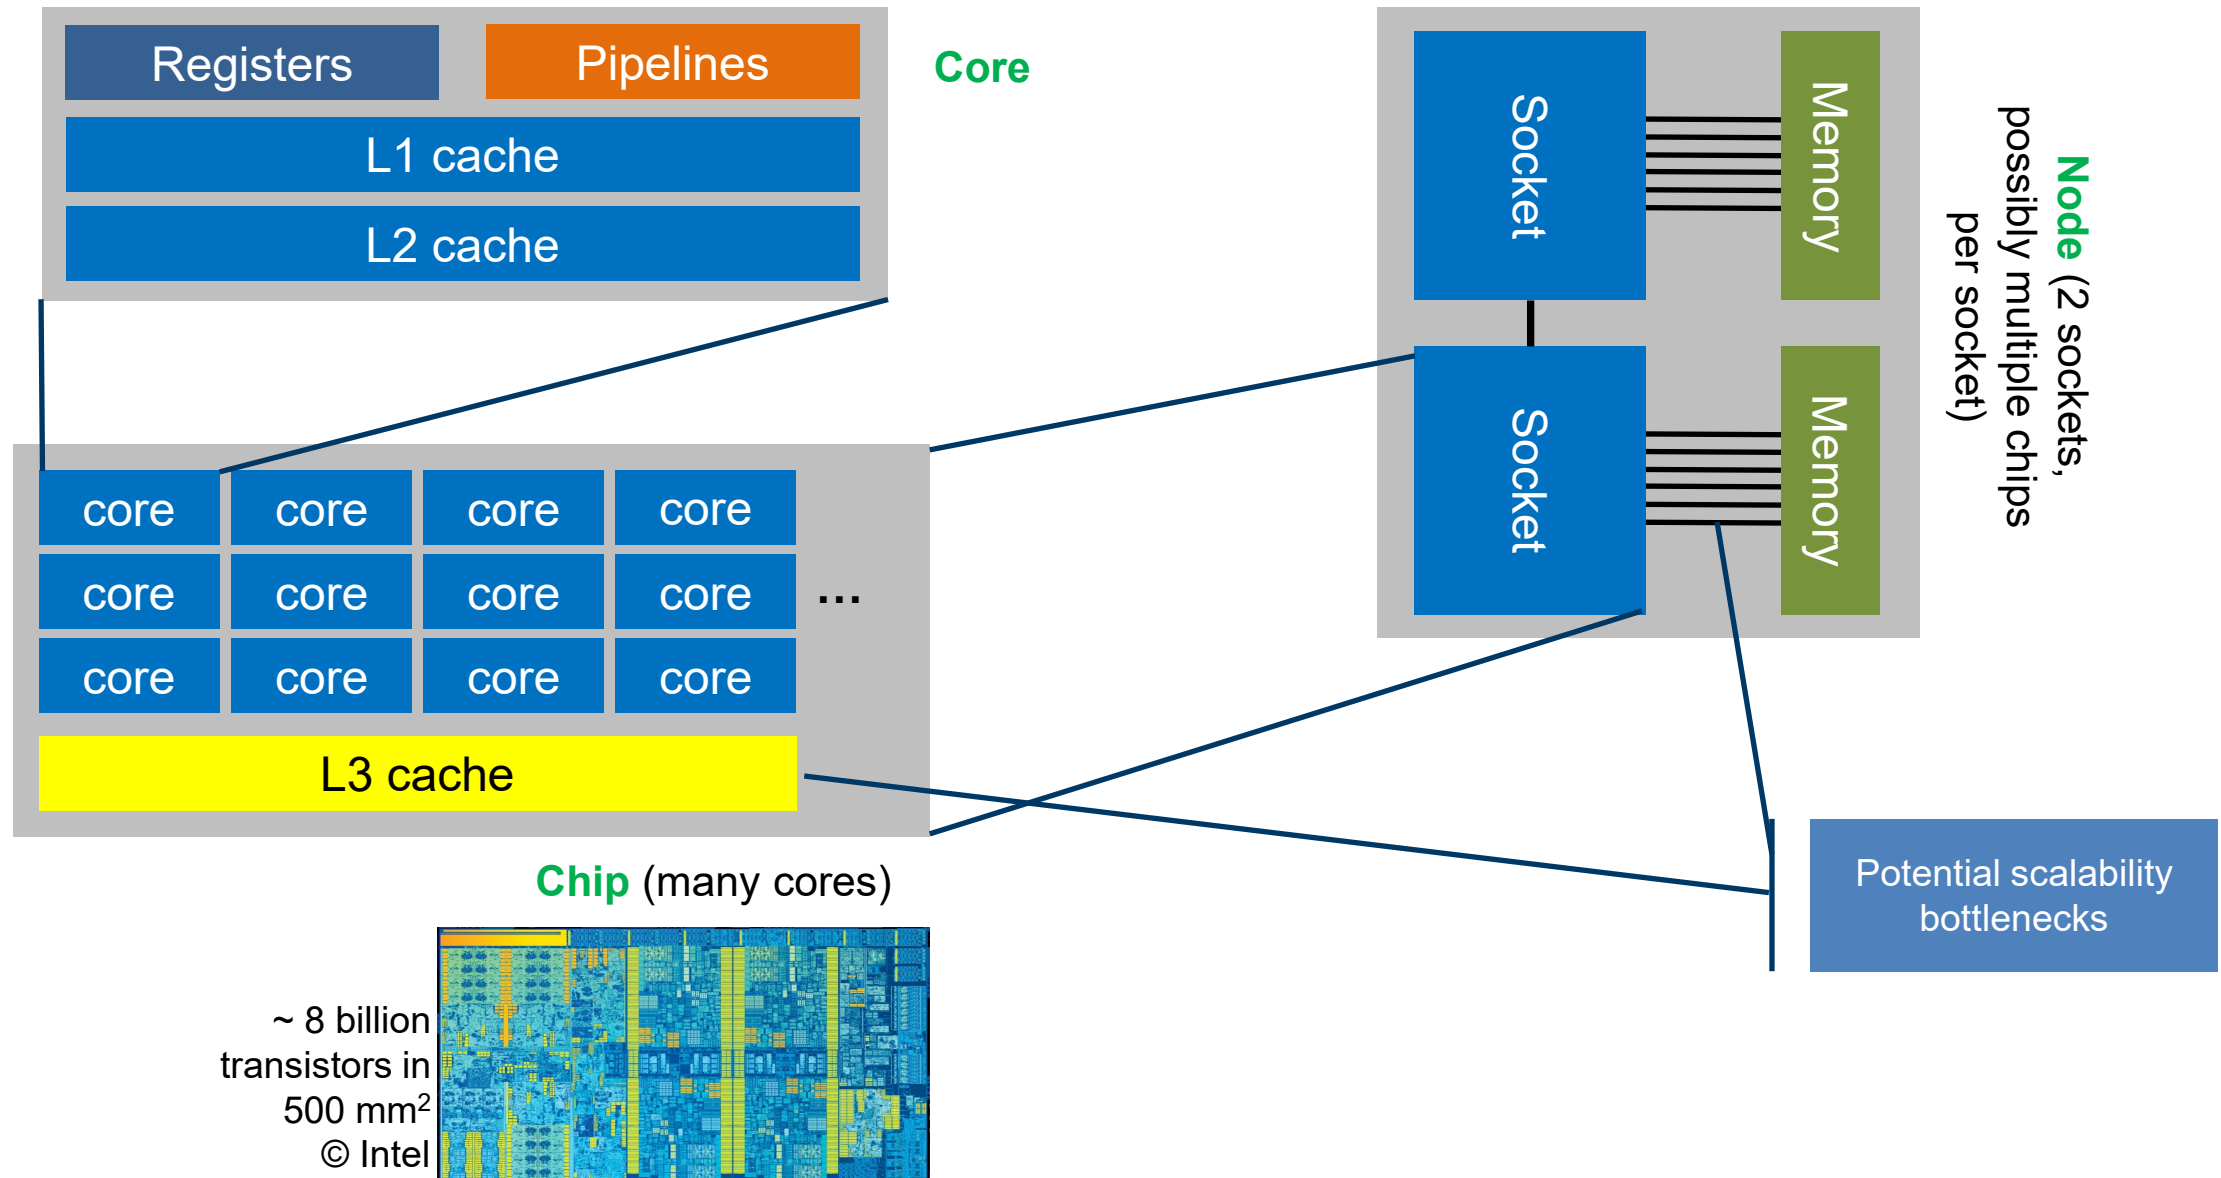 Registers
Pipelines
L1 cache
L2 cache
Core
core core core core
core core core core ...
core core core core
L3 cache
Chip (many cores)
~ 8 billion
transistors in
500 mm²
© Intel
Socket
Memory
Socket
Memory
Node (2 sockets,
possibly multiple chips
per socket)
Potential scalability
bottlenecks